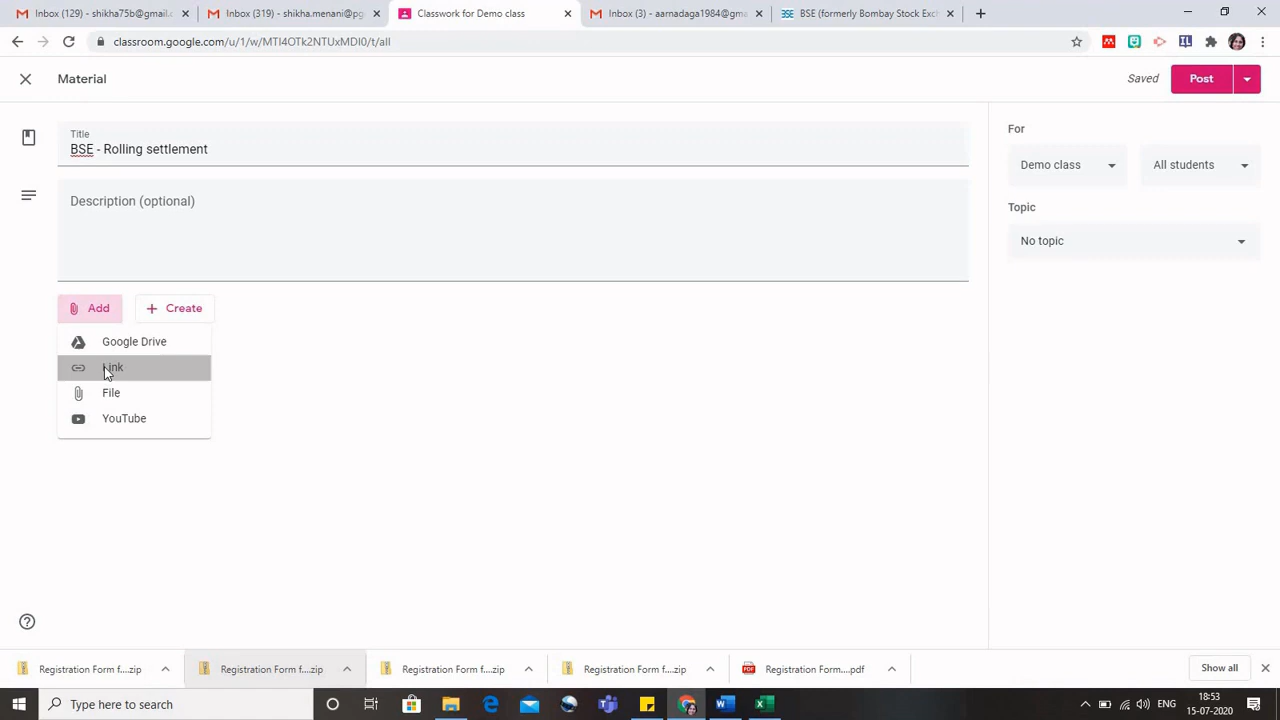 Inbox (129) - shikha75b@gmail.
Inbox (319) - shikha.menani@pg
Classwork for Demo class
Inbox (3) - aarnadaga1984@gm
BSE (formerly Bombay Stock Exc
classroom.google.com/u/1/w/MTI4OTk2NTUxMDI0/t/all
Material
Saved
Post
Title
BSE - Rolling settlement
Description (optional)
Add
Create
Google Drive
Link
File
YouTube
For
Demo class
All students
Topic
No topic
Registration Form f....zip
Registration Form f....zip
Registration Form f....zip
Registration Form f....zip
Registration Form....pdf
Show all
Type here to search
ENG
18:53
15-07-2020